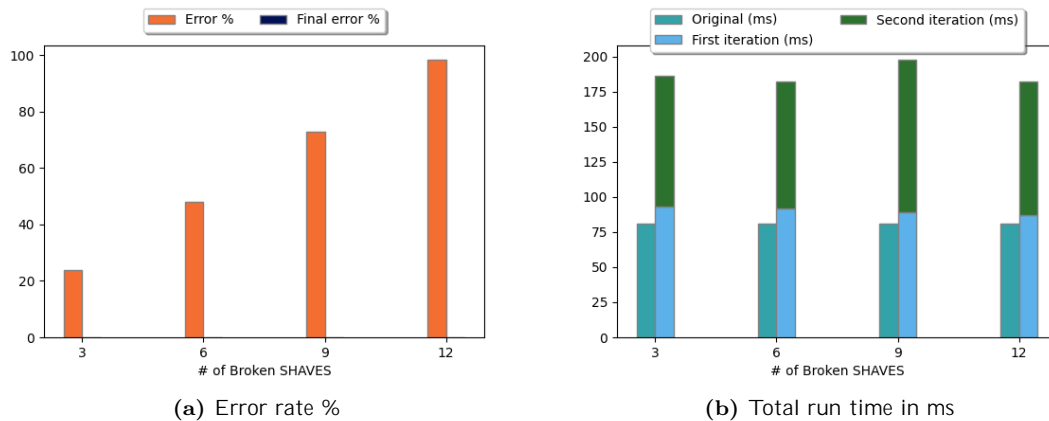 Error %
Final error %
100
80
60
40
20
0
3
6
9
12
# of Broken SHAVES
(a) Error rate %
Original (ms)
First iteration (ms)
Second iteration (ms)
200
175
150
125
100
75
50
25
0
3
6
9
12
# of Broken SHAVES
(b) Total run time in ms